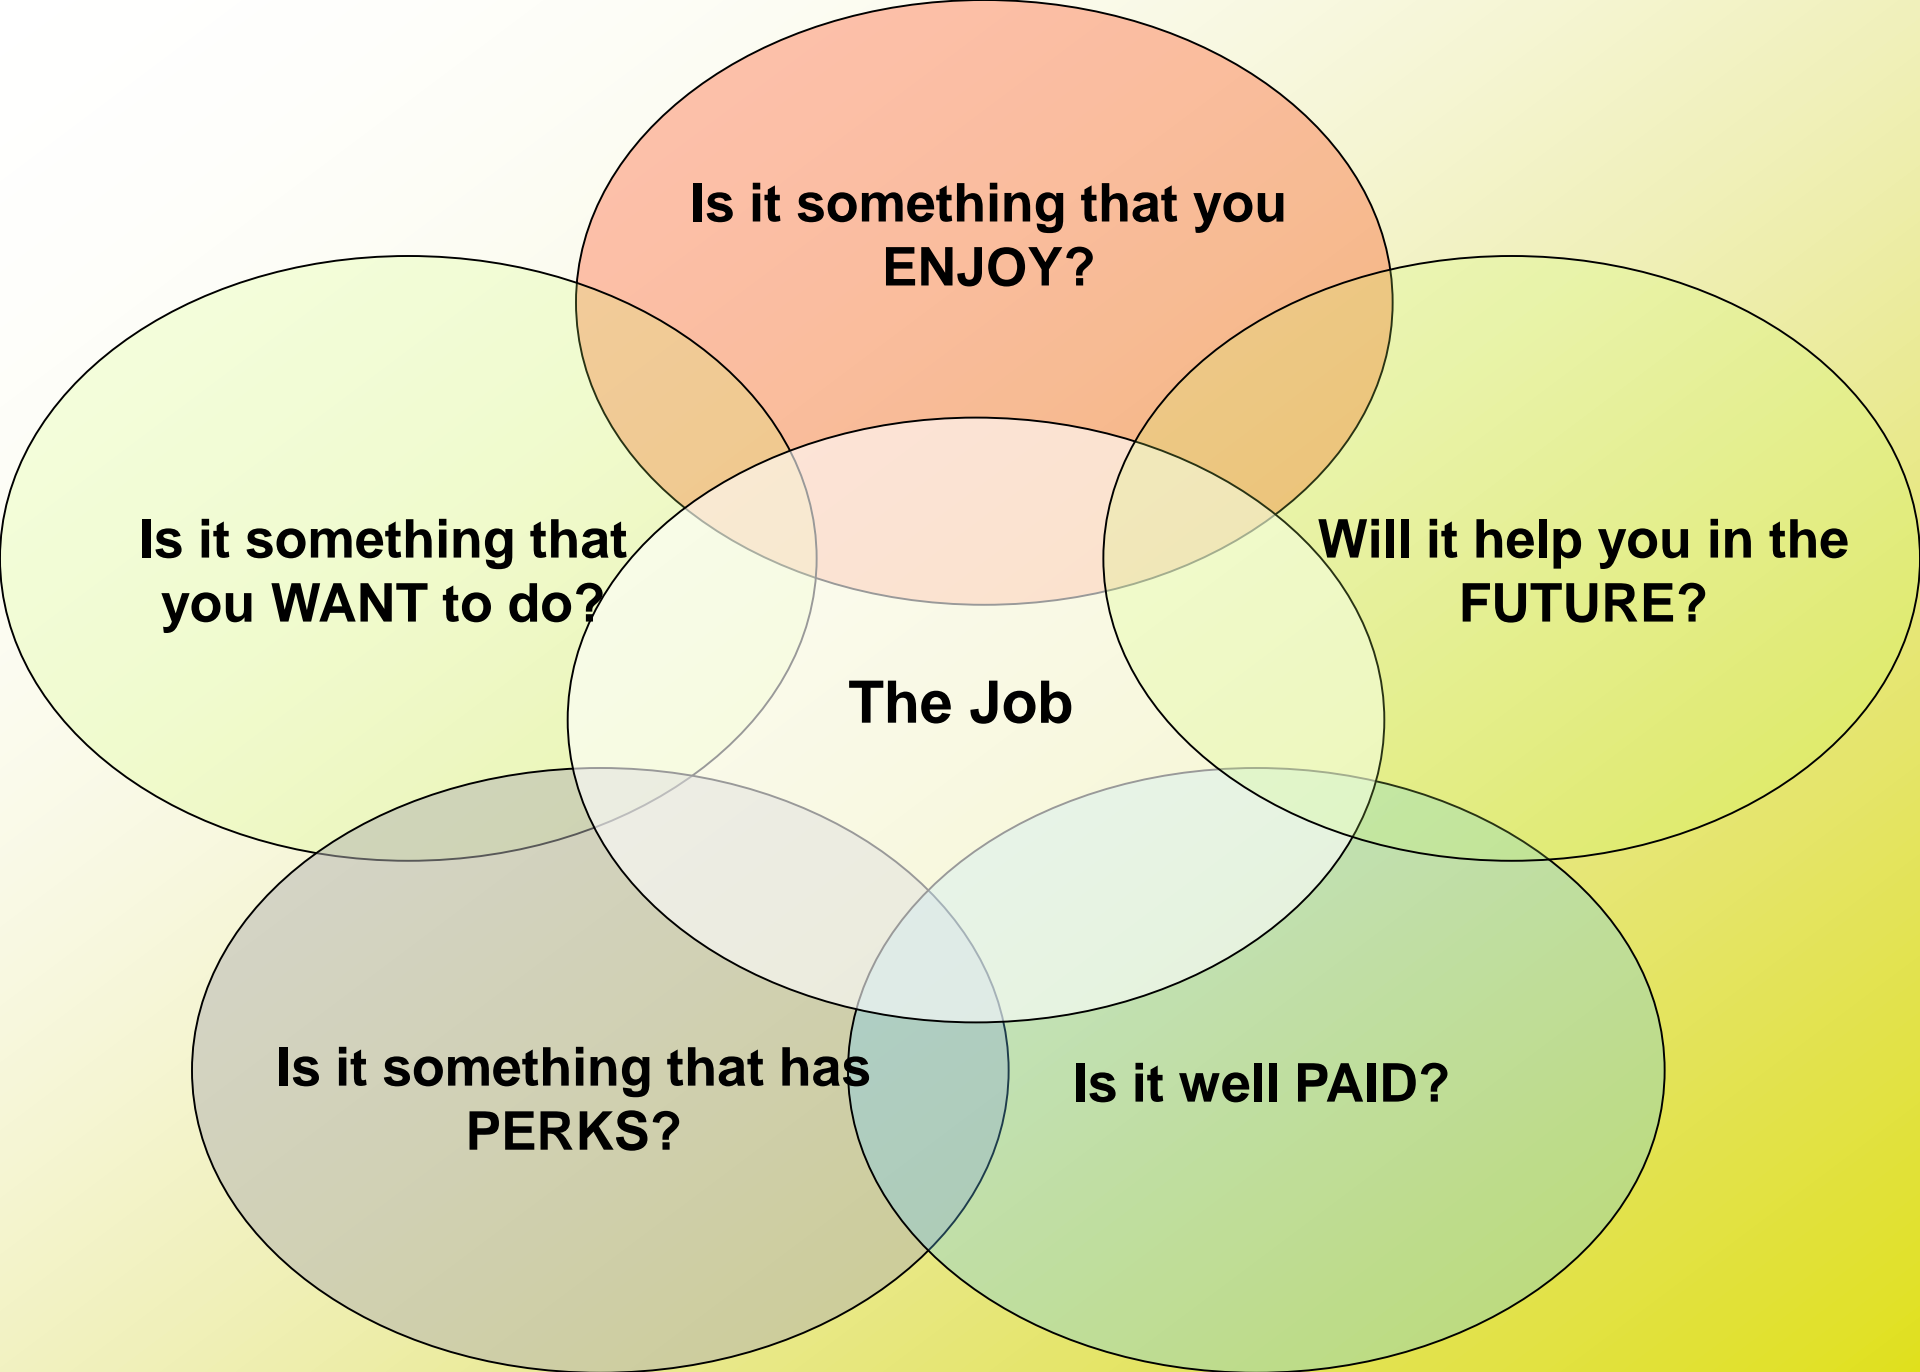 Is it something that you
ENJOY?
Is it something that
you WANT to do?
Will it help you in the
FUTURE?
The Job
Is it something that has
PERKS?
Is it well PAID?